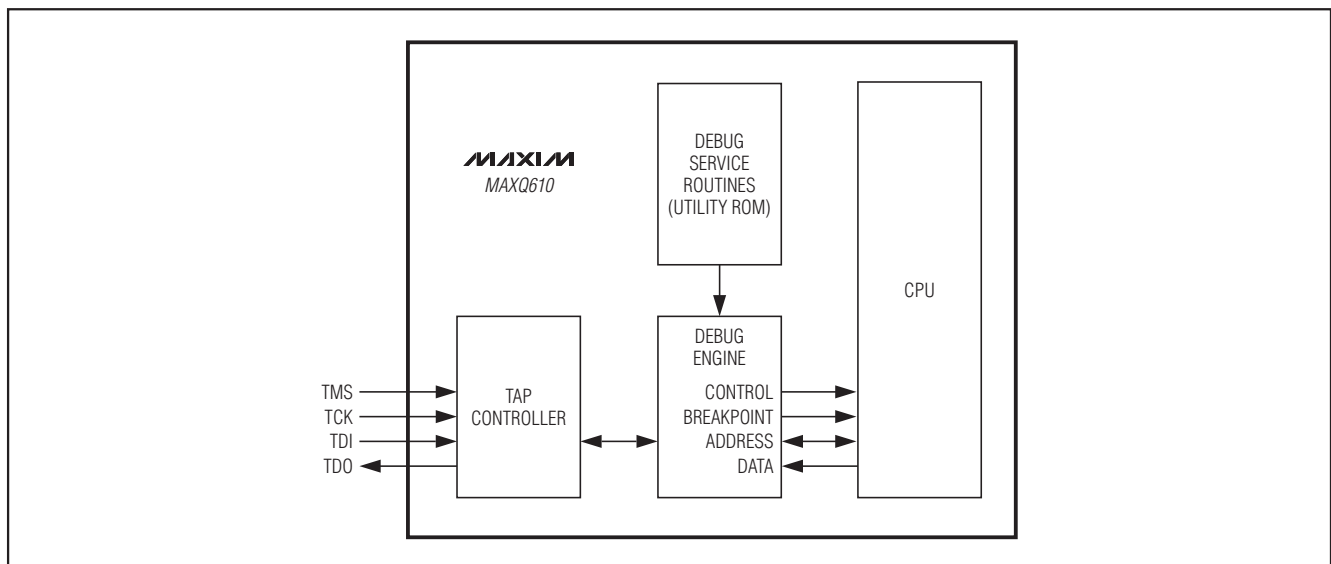 MAXIM
MAXQ610
DEBUG
SERVICE
ROUTINES
(UTILITY ROM)
CPU
TMS
TCK
TDI
TDO
TAP
CONTROLLER
DEBUG
ENGINE
CONTROL
BREAKPOINT
ADDRESS
DATA